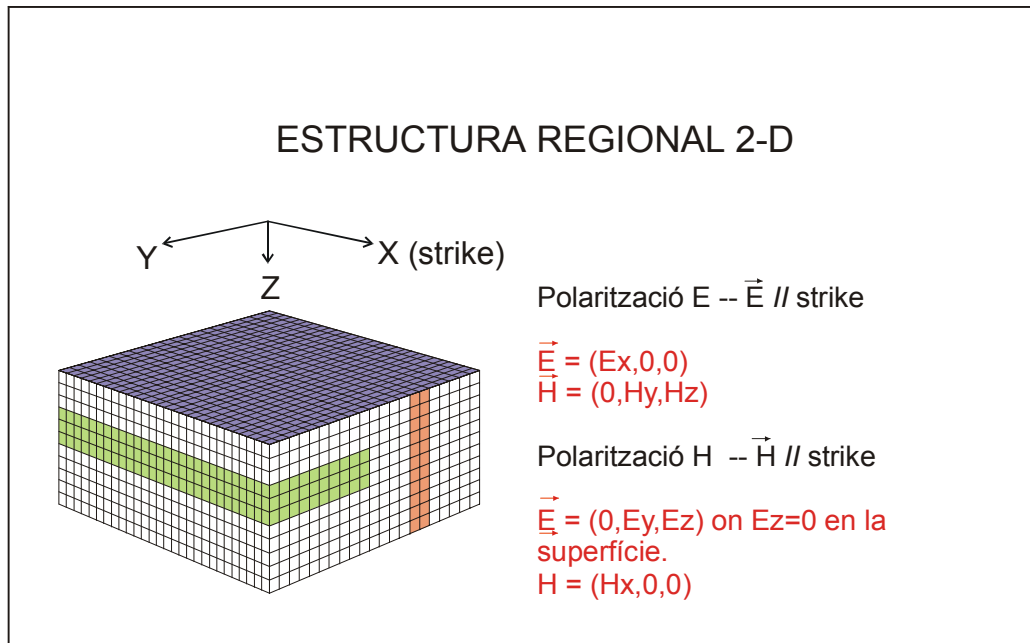 ESTRUCTURA REGIONAL 2-D
Y
X (strike)
Z
Polarització E -- E // strike
E = (Ex,0,0)
H = (0,Hy,Hz)
Polarització H -- H // strike
E = (0,Ey,Ez) on Ez=0 en la
superfície.
H = (Hx,0,0)